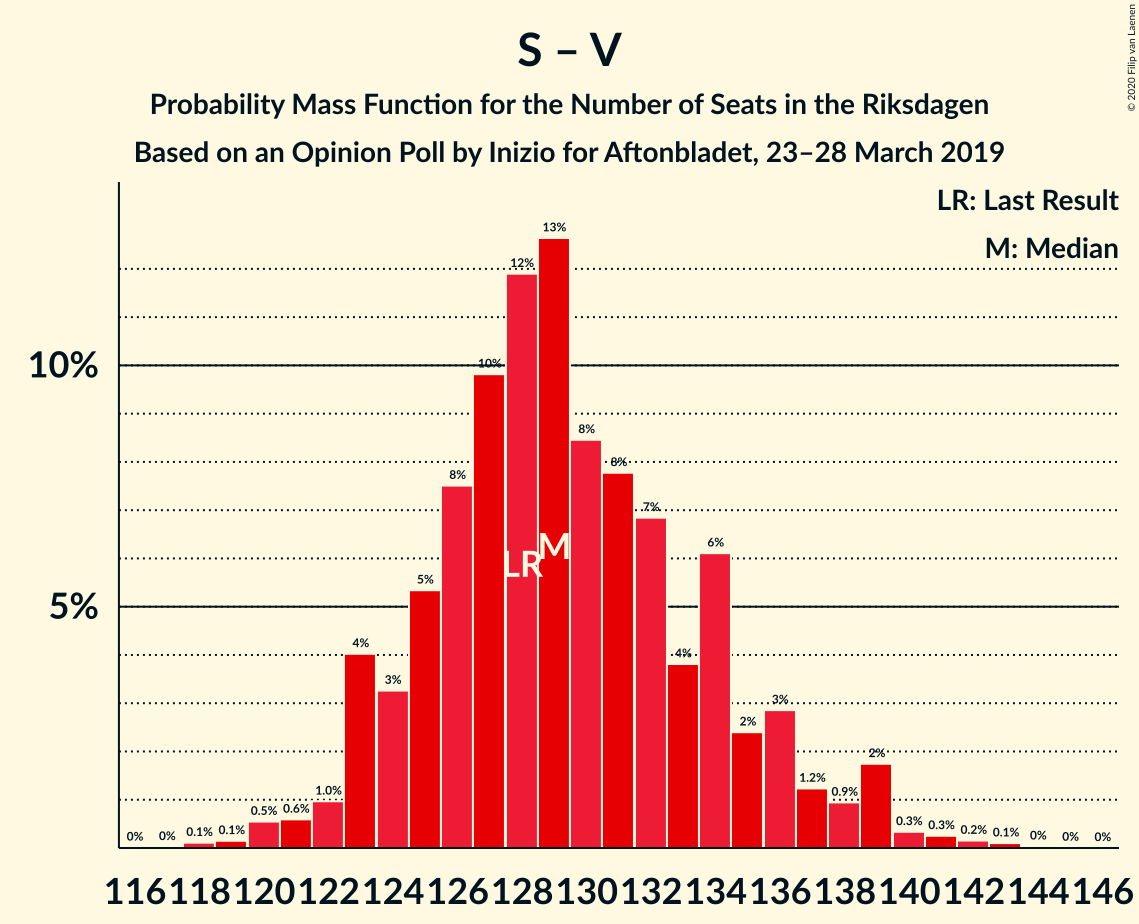 S – V
Probability Mass Function for the Number of Seats in the Riksdagen
Based on an Opinion Poll by Inizio for Aftonbladet, 23–28 March 2019
© 2020 Filip van Laenen
LR: Last Result
M: Median
10%
5%
0% 0% 0.1% 0.1% 0.5% 0.6% 1.0% 4% 3% 5% 8% 10% 12% 13% 8% 8% 7% 4% 6% 2% 3% 1.2% 0.9% 2% 0.3% 0.3% 0.2% 0.1% 0% 0% 0%
LR
M
116 118 120 122 124 126 128 130 132 134 136 138 140 142 144 146